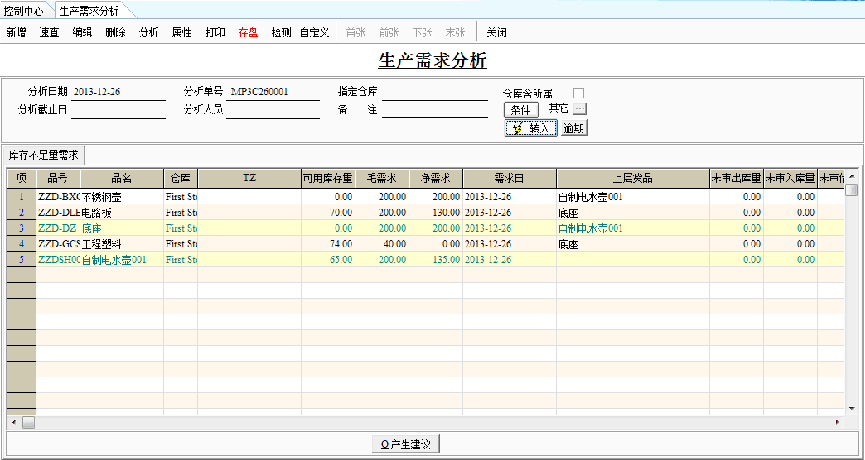 控制中心 生产需求分析
新增 速查 编辑 删除 分析 属性 打印 存盘 检测 自定义 首张 前张 下张 末张 关闭
生产需求分析
分析日期 2013-12-26 分析单号 MP3C260001 指定仓库 仓库含所属
分析截止日 分析人员 备 注 条件 其它 ...
输入 逾期
库存不足量需求
项 品号 品名 仓库 TZ 可用库存量 毛需求 净需求 需求日 上层货品 未审出库量 未审入库量
1 ZZD-BXG 不锈钢壶 First St 0.00 200.00 200.00 2013-12-26 自制电水壶001 0.00 0.00
2 ZZD-DLB 电路板 70.00 200.00 130.00 2013-12-26 底座 0.00 0.00
3 ZZD-DZ 底座 First St 0.00 200.00 200.00 2013-12-26 自制电水壶001 0.00 0.00
4 ZZD-GCS 工程塑料 First St 74.00 40.00 0.00 2013-12-26 底座 0.00 0.00
5 ZZDSH00 自制电水壶001 First St 65.00 200.00 135.00 2013-12-26 0.00 0.00
O产生建议